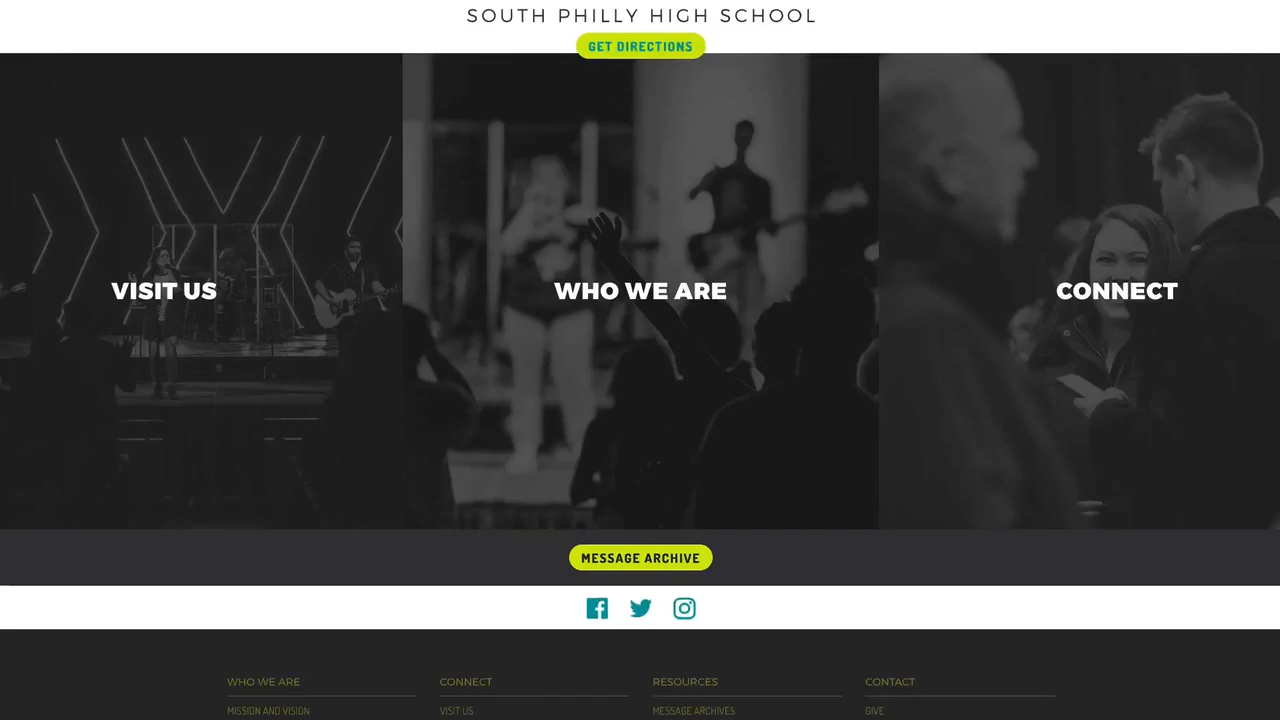 SOUTH PHILLY HIGH SCHOOL
GET DIRECTIONS
VISIT US
WHO WE ARE
CONNECT
MESSAGE ARCHIVE
WHO WE ARE
CONNECT
RESOURCES
CONTACT
MISSION AND VISION
VISIT US
MESSAGE ARCHIVES
GIVE